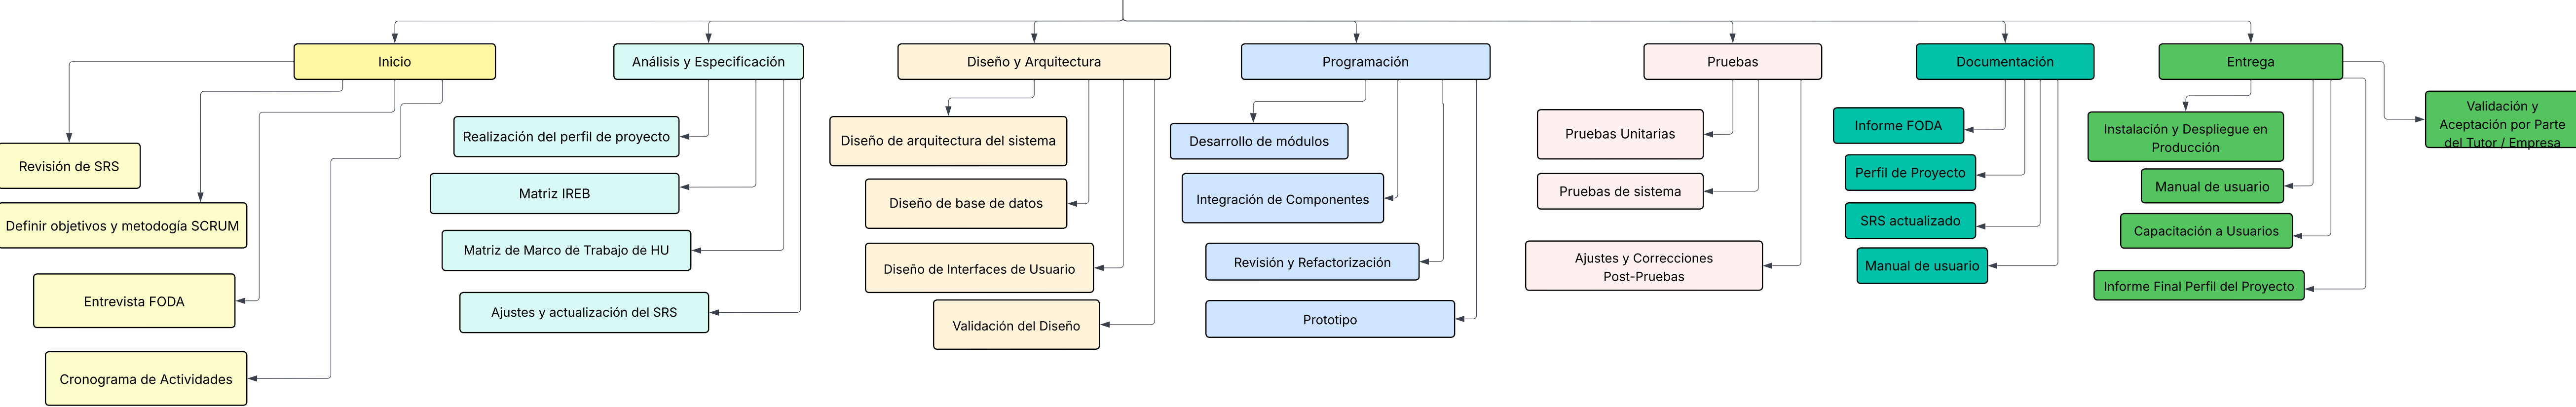 Inicio
Revisión de SRS
Definir objetivos y metodogía SCRUM
Entrevista FODA
Cronograma de Actividades
Análisis y Especificación
Realización del perfil de proyecto
Matriz IREB
Matriz de Marco de Trabajo de HU
Ajustes y actualización del SRS
Diseño y Arquitectura
Diseño de arquitectura del sistema
Diseño de base de datos
Diseño de Interfaces de Usuario
Validación del Diseño
Programación
Desarrollo de módulos
Integración de Componentes
Revisión y Refactorización
Prototipo
Pruebas
Pruebas Unitarias
Pruebas de sistema
Ajustes y Correcciones
Post-Pruebas
Documentación
Informe FODA
Perfil de Proyecto
SRS actualizado
Manual de usuario
Entrega
Instalación y Despliegue en
Producción
Manual de usuario
Capacitación a Usuarios
Informe Final Perfil del Proyecto
Validación y
Aceptación por Parte
del Tutor / Empresa